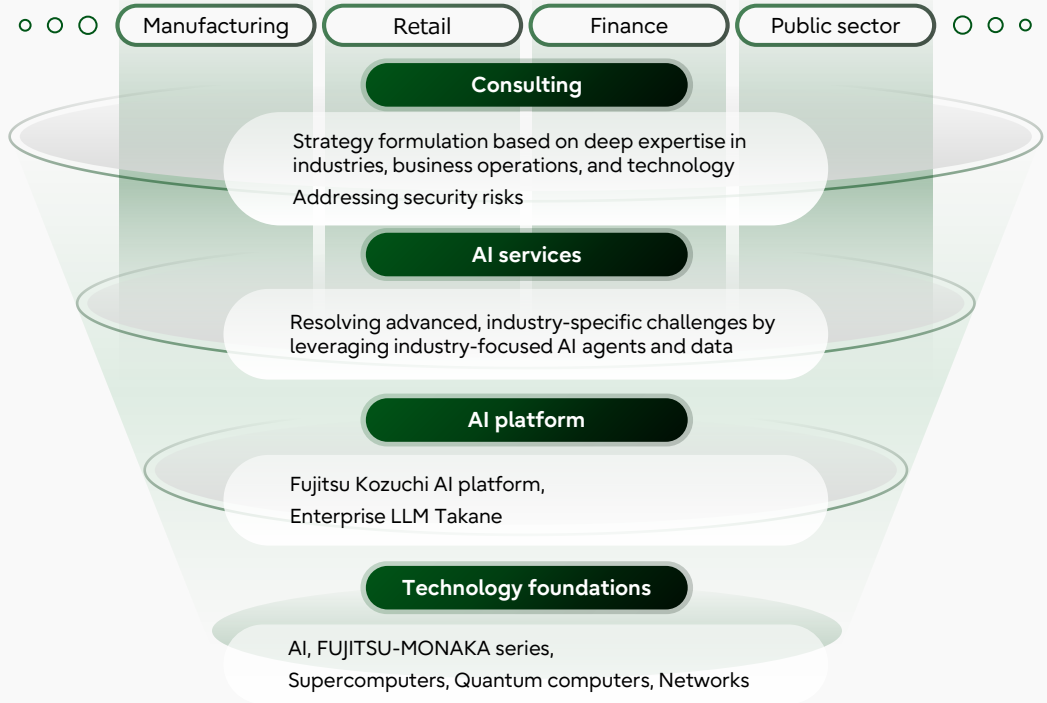 Manufacturing
Retail
Finance
Public sector
Consulting
Strategy formulation based on deep expertise in
industries, business operations, and technology
Addressing security risks
AI services
Resolving advanced, industry-specific challenges by
leveraging industry-focused AI agents and data
AI platform
Fujitsu Kozuchi AI platform,
Enterprise LLM Takane
Technology foundations
AI, FUJITSU-MONAKA series,
Supercomputers, Quantum computers, Networks